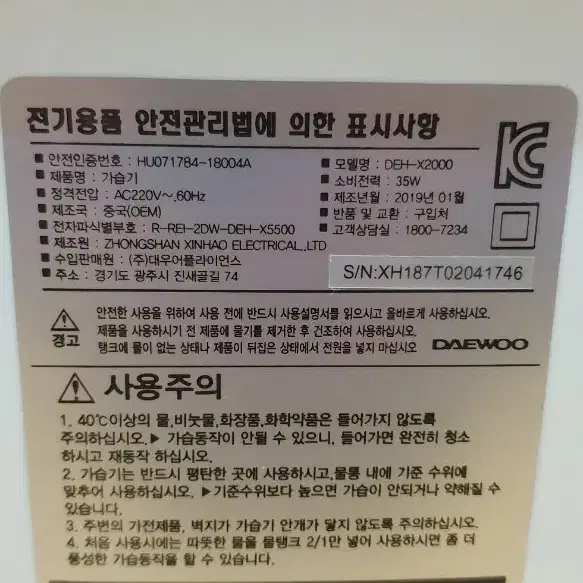 전기용품 안전관리법에 의한 표시사항
■ 안전인증번호 : HU071784-18004A
■ 제품명 : 가습기
■ 정격전압 : AC220V~,60Hz
■ 제조국 : 중국(OEM)
■ 전자파식별부호 : R-REI-2DW-DEH-X5500
■ 제조원 : ZHONGSHAN XINHAO ELECTRICAL.,LTD
■ 수입판매원 : (주)대우어플라이언스
■ 주소 : 경기도 광주시 진새골길 74
■ 모델명 : DEH-X2000
■ 소비전력 : 35W
■ 제조년월 : 2019년 01월
■ 반품 및 교환 : 구입처
■ 고객상담실 : 1800-7234
S/N:XH187T02041746
경고
안전한 사용을 위하여 사용 전에 반드시 사용설명서를 읽으시고 올바르게 사용하십시오.
제품을 사용하시기 전 제품에 물기를 제거한 후 건조하여 사용하십시오.
탱크에 물이 없는 상태나 제품이 뒤집은 상태에서 전원을 넣지 마십시오
DAEWOO
사용주의
1. 40℃이상의 물,비눗물,화장품,화학약품은 들어가지 않도록
주의하십시오.▶ 가습동작이 안될 수 있으니, 들어가면 완전히 청소
하시고 재동작 하십시오.
2. 가습기는 반드시 평탄한 곳에 사용하시고,물통 내에 기준 수위에
맞추어 사용하십시오. ▶기준수위보다 높으면 가습이 안되거나 약해질 수
있습니다.
3. 주변의 가전제품, 벽지가 가습기 안개가 닿지 않도록 주의하십시오
4. 처음 사용시에는 따뜻한 물을 물탱크 2/1만 넣어 사용하시면 좀 더
풍성한 가습동작을 할 수 있습니다.